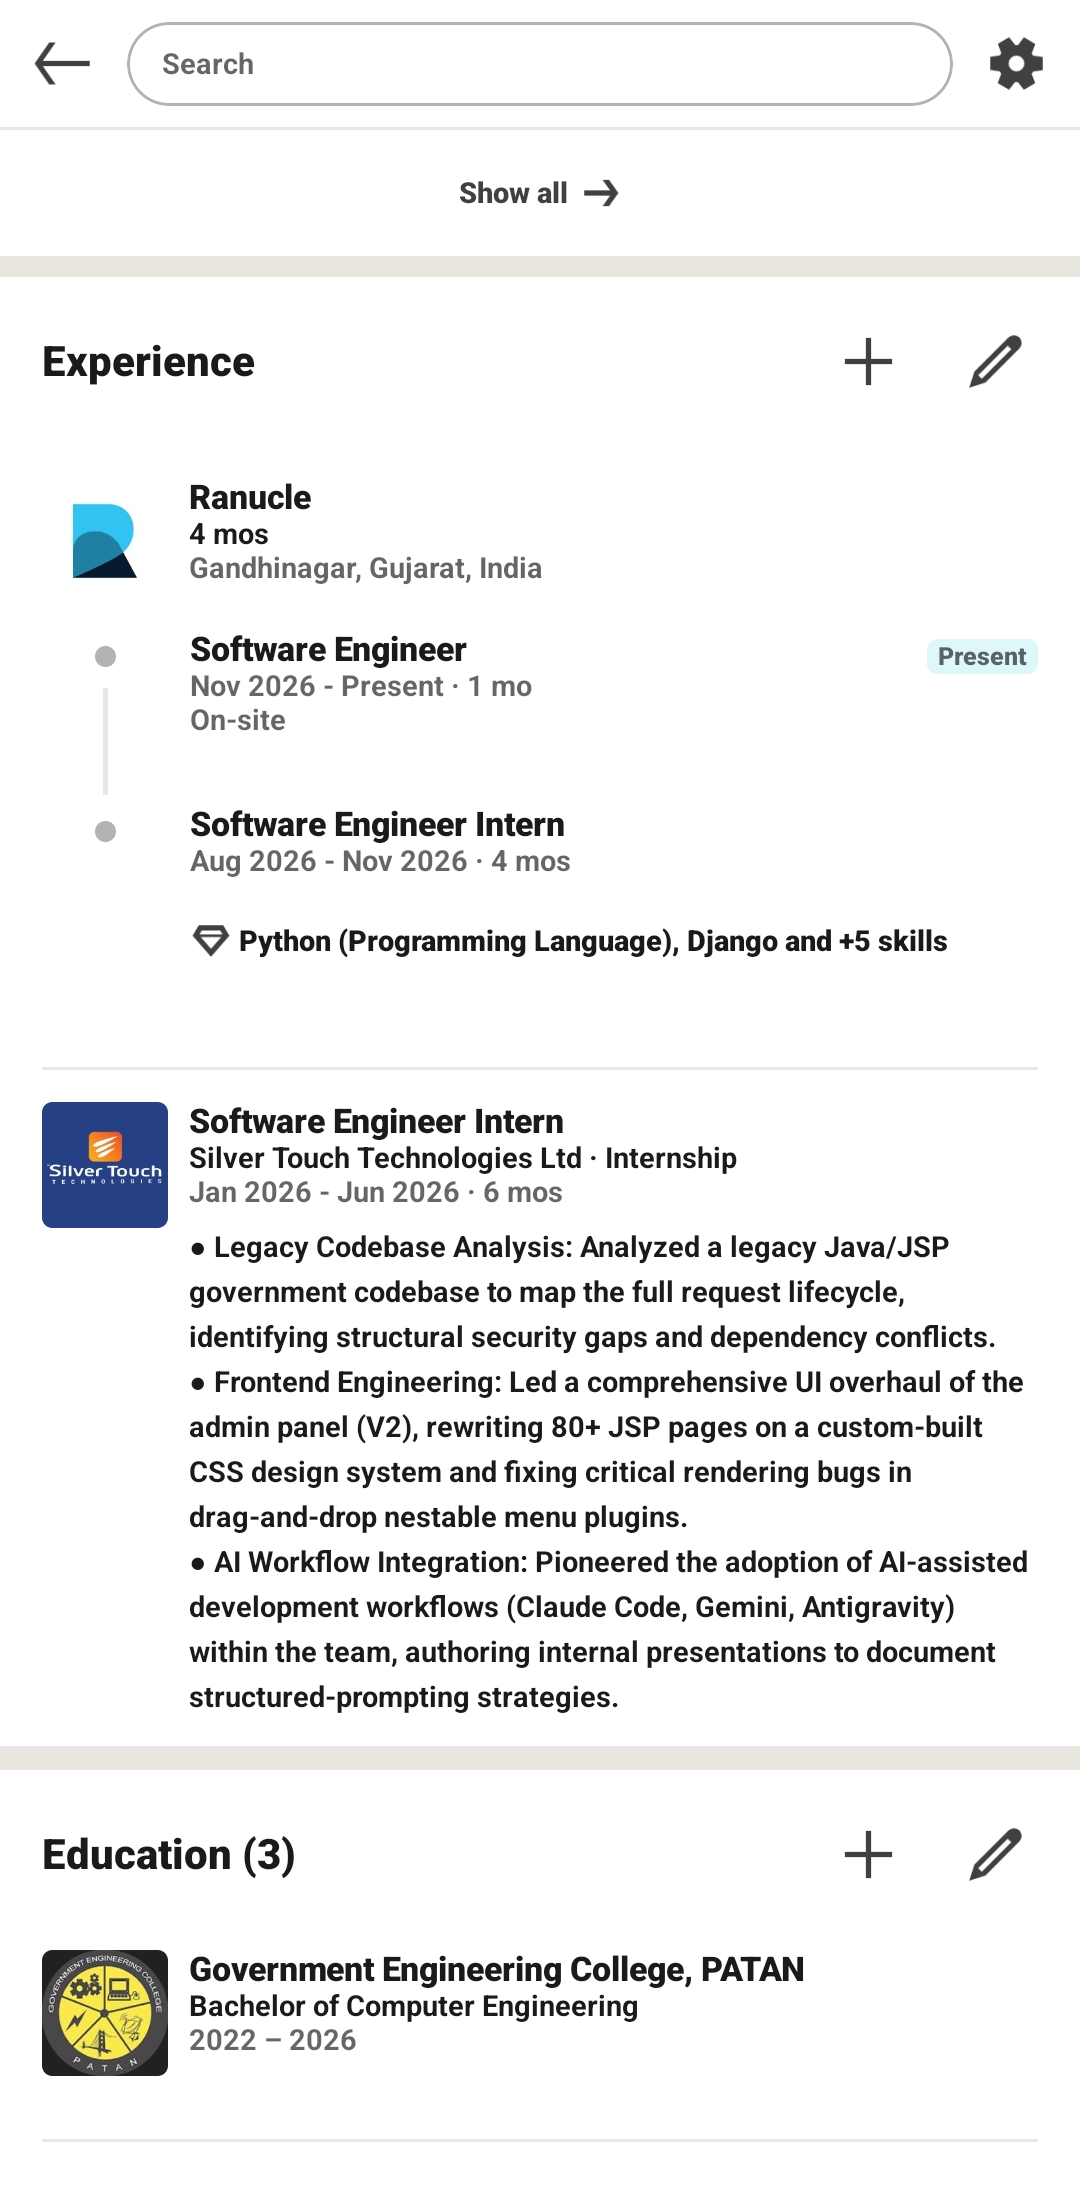 Search
Show all
Experience
Ranucle
4 mos
Gandhinagar, Gujarat, India
Software Engineer
Present
Nov 2026 - Present · 1 mo
On-site
Software Engineer Intern
Aug 2026 - Nov 2026 · 4 mos
Python (Programming Language), Django and +5 skills
Silver Touch
TECHNOLOGIES
Software Engineer Intern
Silver Touch Technologies Ltd · Internship
Jan 2026 - Jun 2026 · 6 mos
● Legacy Codebase Analysis: Analyzed a legacy Java/JSP
government codebase to map the full request lifecycle,
identifying structural security gaps and dependency conflicts.
● Frontend Engineering: Led a comprehensive UI overhaul of the
admin panel (V2), rewriting 80+ JSP pages on a custom-built
CSS design system and fixing critical rendering bugs in
drag-and-drop nestable menu plugins.
● AI Workflow Integration: Pioneered the adoption of AI-assisted
development workflows (Claude Code, Gemini, Antigravity)
within the team, authoring internal presentations to document
structured-prompting strategies.
Education (3)
GOVERNMENT ENGINEERING COLLEGE
PATAN
Government Engineering College, PATAN
Bachelor of Computer Engineering
2022 – 2026